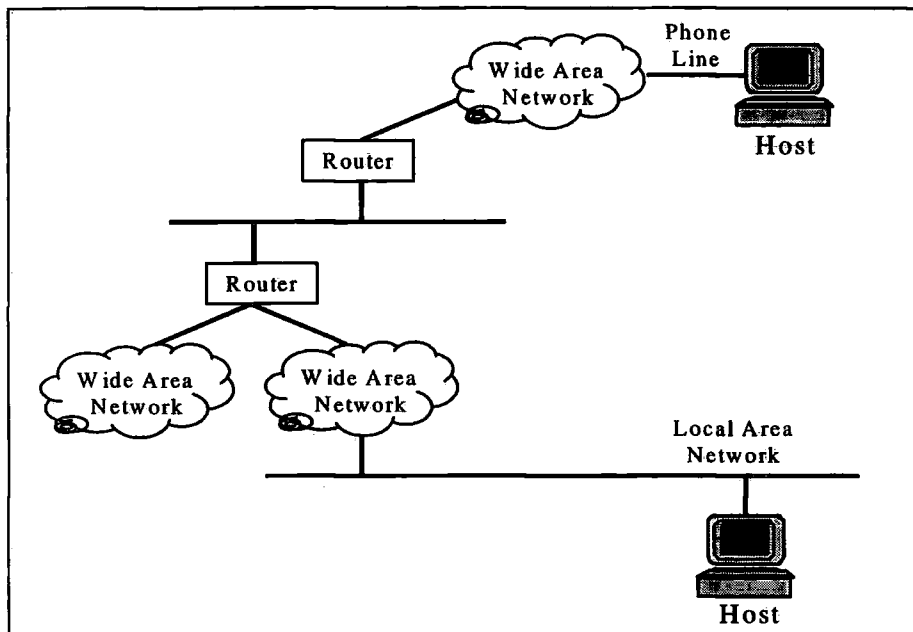 Phone
Line
Wide Area
Network
Host
Router
Router
Wide Area
Network
Wide Area
Network
Local Area
Network
Host